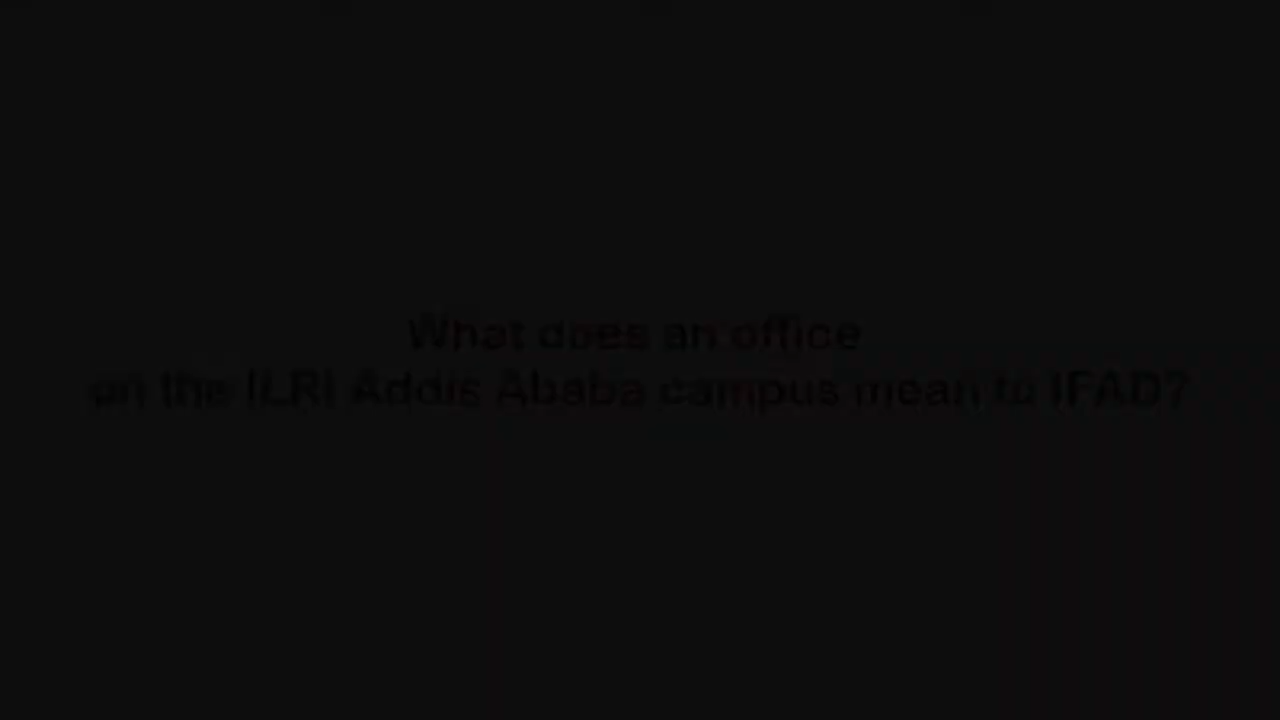 What does an office
on the ILRI Addis Ababa campus mean to IFAD?